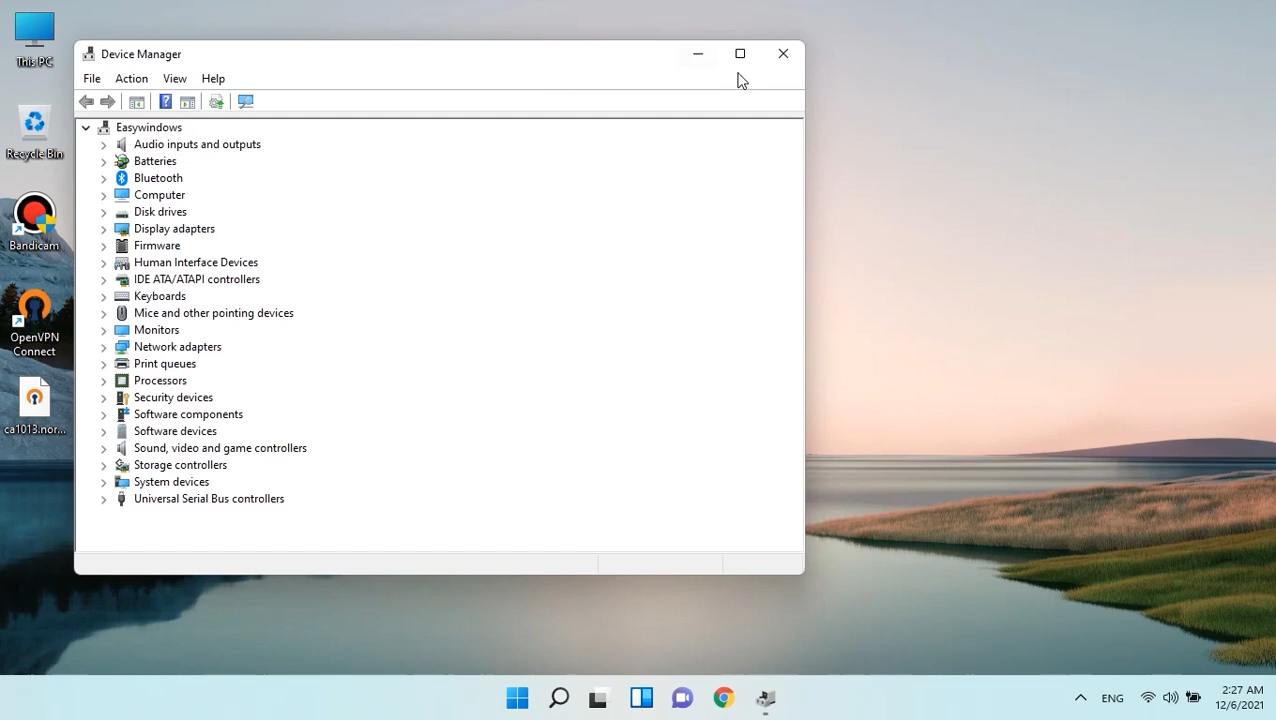 This PC
Recycle Bin
Bandicam
OpenVPN
Connect
ca1013.nor...
Device Manager
File Action View Help
Easywindows
Audio inputs and outputs
Batteries
Bluetooth
Computer
Disk drives
Display adapters
Firmware
Human Interface Devices
IDE ATA/ATAPI controllers
Keyboards
Mice and other pointing devices
Monitors
Network adapters
Print queues
Processors
Security devices
Software components
Software devices
Sound, video and game controllers
Storage controllers
System devices
Universal Serial Bus controllers
ENG
2:27 AM
12/6/2021